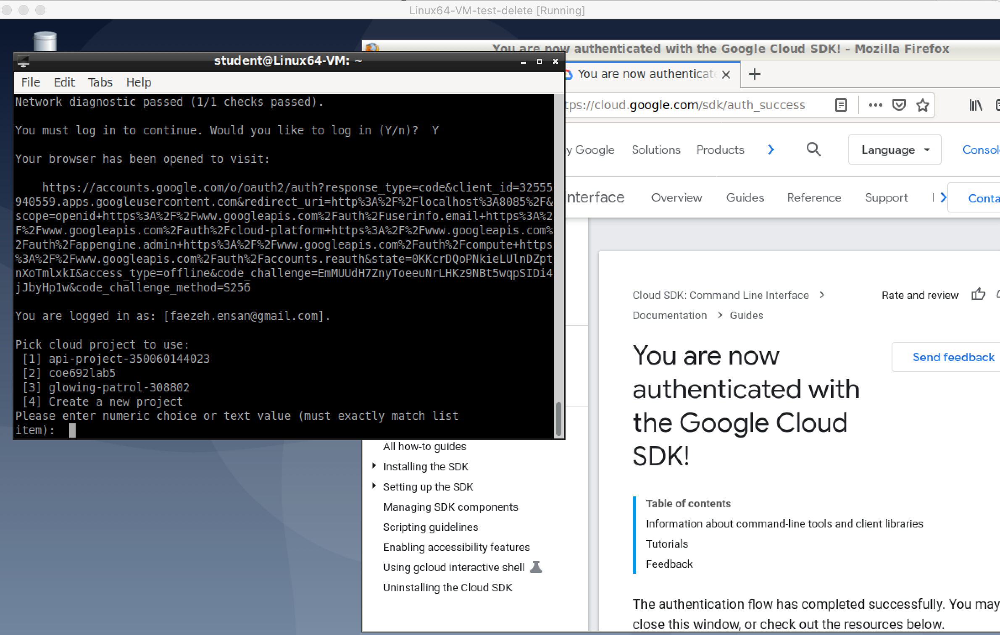 Linux64-VM-test-delete [Running]
You are now authenticated with the Google Cloud SDK! - Mozilla Firefox
student@Linux64-VM: ~
File Edit Tabs Help
Network diagnostic passed (1/1 checks passed).
You must log in to continue. Would you like to log in (Y/n)?  Y
Your browser has been opened to visit:
https://accounts.google.com/o/oauth2/auth?response_type=code&client_id=32555
940559.apps.googleusercontent.com&redirect_uri=http%3A%2F%2Flocalhost%3A8085%2F&
scope=openid+https%3A%2F%2Fwww.googleapis.com%2Fauth%2Fuserinfo.email+https%3A%2
F%2Fwww.googleapis.com%2Fauth%2Fcloud-platform+https%3A%2F%2Fwww.googleapis.com%
2Fauth%2Fappengine.admin+https%3A%2F%2Fwww.googleapis.com%2Fauth%2Fcompute+https
%3A%2F%2Fwww.googleapis.com%2Fauth%2Faccounts.reauth&state=0KKcrDQoPNkieLUlnDZpt
nXoTmlxkI&access_type=offline&code_challenge=EmMUUdH7ZnyToeeuNrLHKz9NBt5wqpSIDi4
jJbyHp1w&code_challenge_method=S256
You are logged in as: [faezeh.ensan@gmail.com].
Pick cloud project to use:
[1] api-project-350060144023
[2] coe692lab5
[3] glowing-patrol-308802
[4] Create a new project
Please enter numeric choice or text value (must exactly match list
item):
You are now authenticate
tps://cloud.google.com/sdk/auth_success
y Google Solutions Products Language Consol
nterface Overview Guides Reference Support Conta
Cloud SDK: Command Line Interface > Rate and review
Documentation > Guides
You are now
authenticated with
the Google Cloud
SDK!
Send feedback
Table of contents
Information about command-line tools and client libraries
Tutorials
Feedback
The authentication flow has completed successfully. You may
close this window, or check out the resources below.
All how-to guides
Installing the SDK
Setting up the SDK
Managing SDK components
Scripting guidelines
Enabling accessibility features
Using gcloud interactive shell
Uninstalling the Cloud SDK